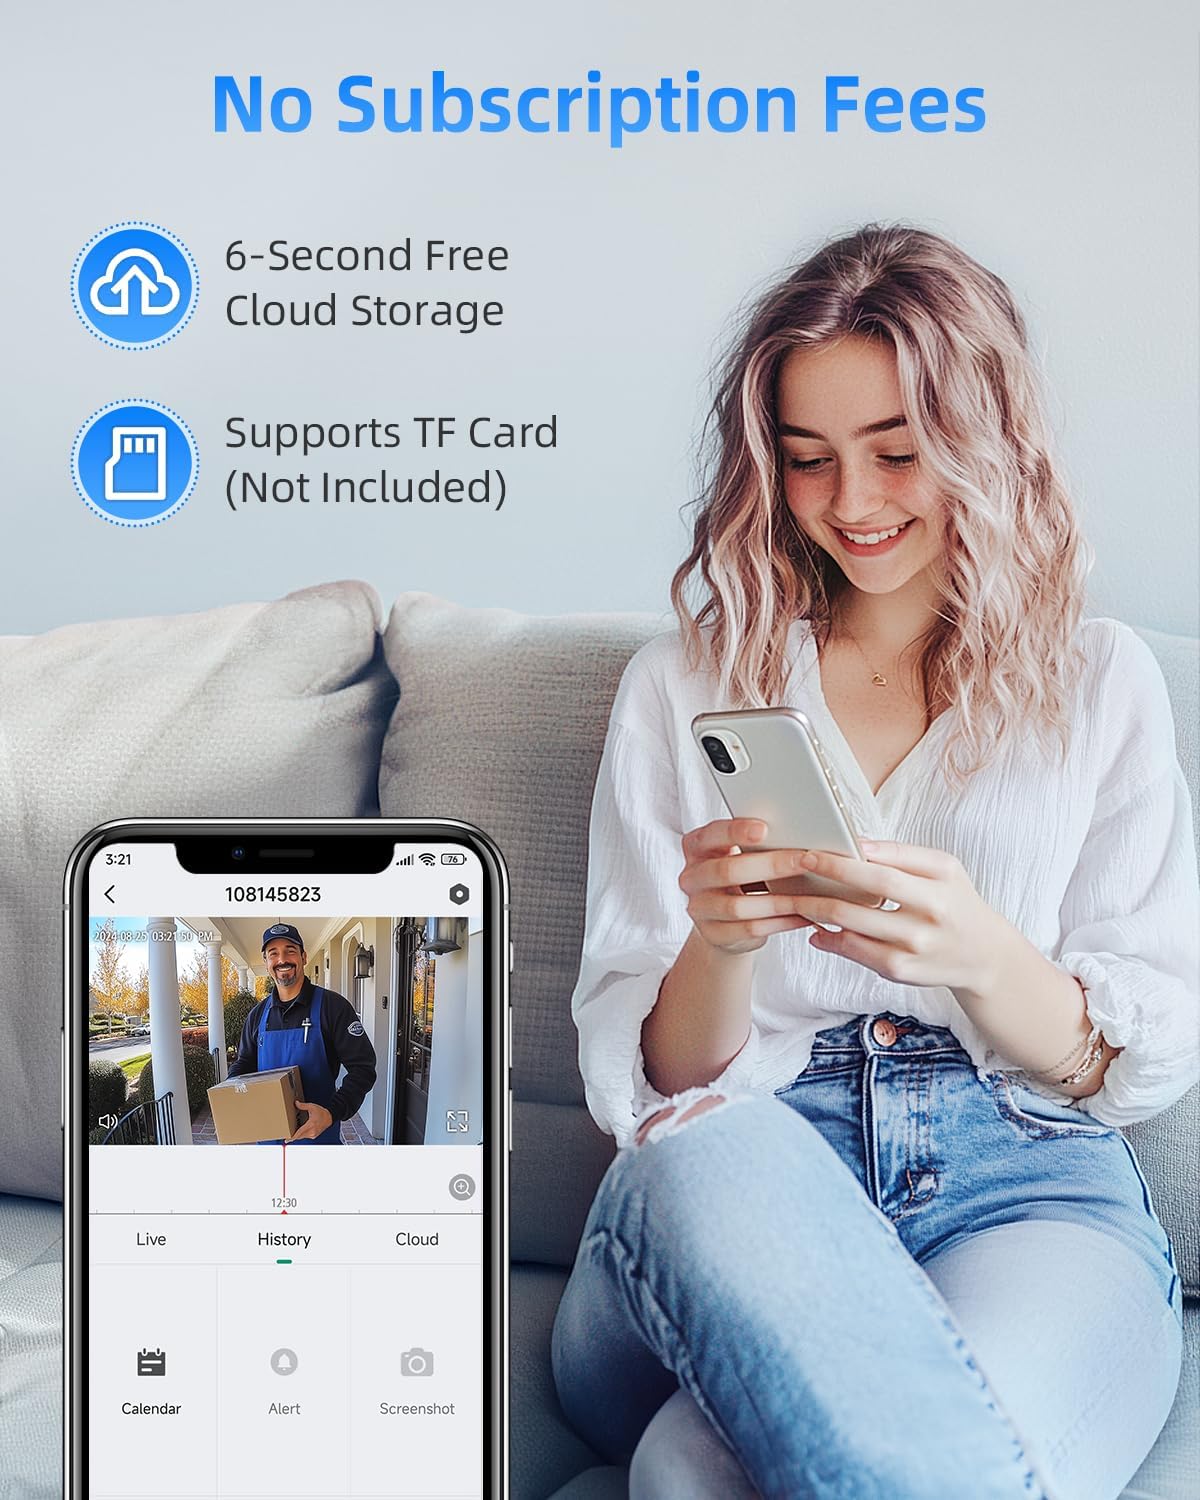 No Subscription Fees
6-Second Free
Cloud Storage
Supports TF Card
(Not Included)
3:21
76
108145823
2024-08-25 03:21:50 PM
12:30
Live
History
Cloud
Calendar
Alert
Screenshot